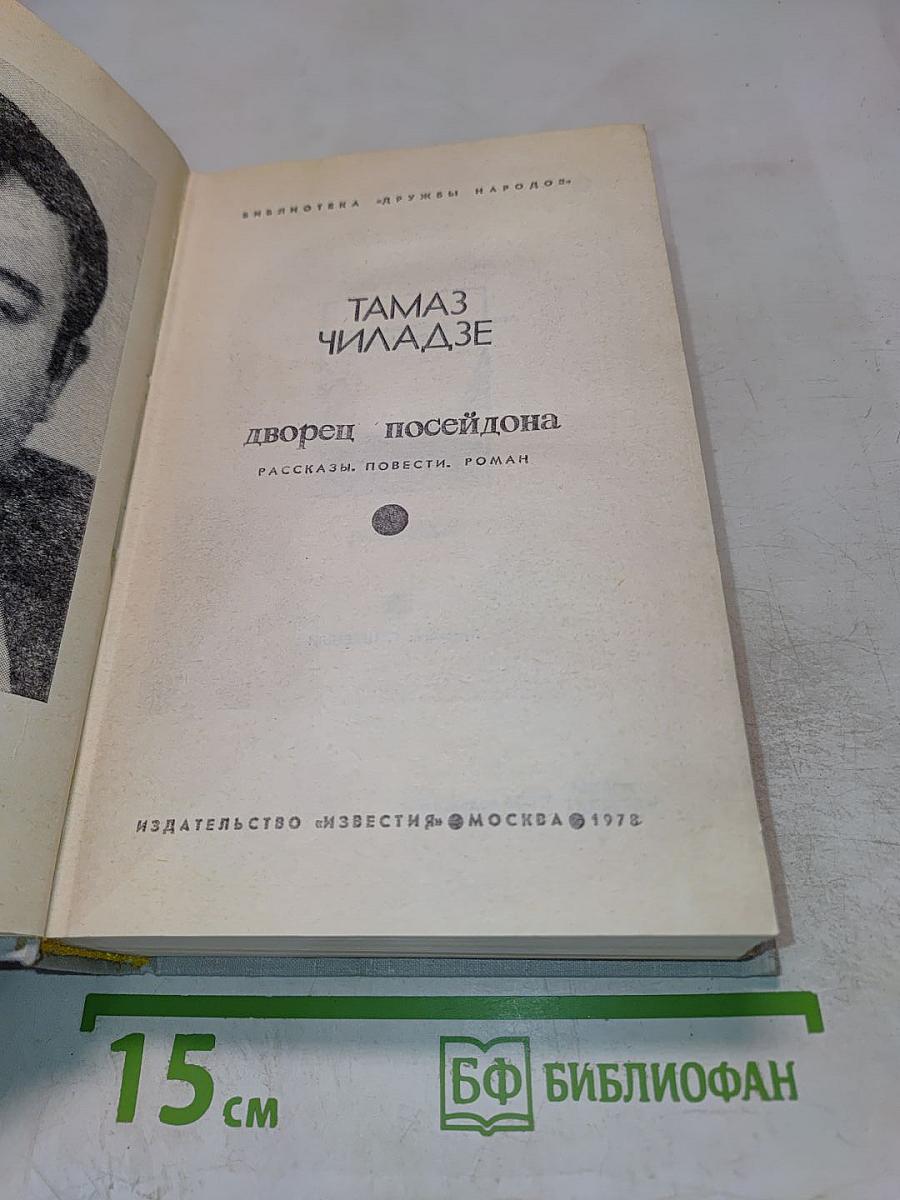 БИБЛИОТЕКА «ДРУЖБЫ НАРОДОВ»
ТАМАЗ
ЧИЛАДЗЕ
дворец посейдона
РАССКАЗЫ. ПОВЕСТИ. РОМАН
ИЗДАТЕЛЬСТВО «ИЗВЕСТИЯ» ● МОСКВА ● 1978
15 см
БФ БИБЛИОФАН